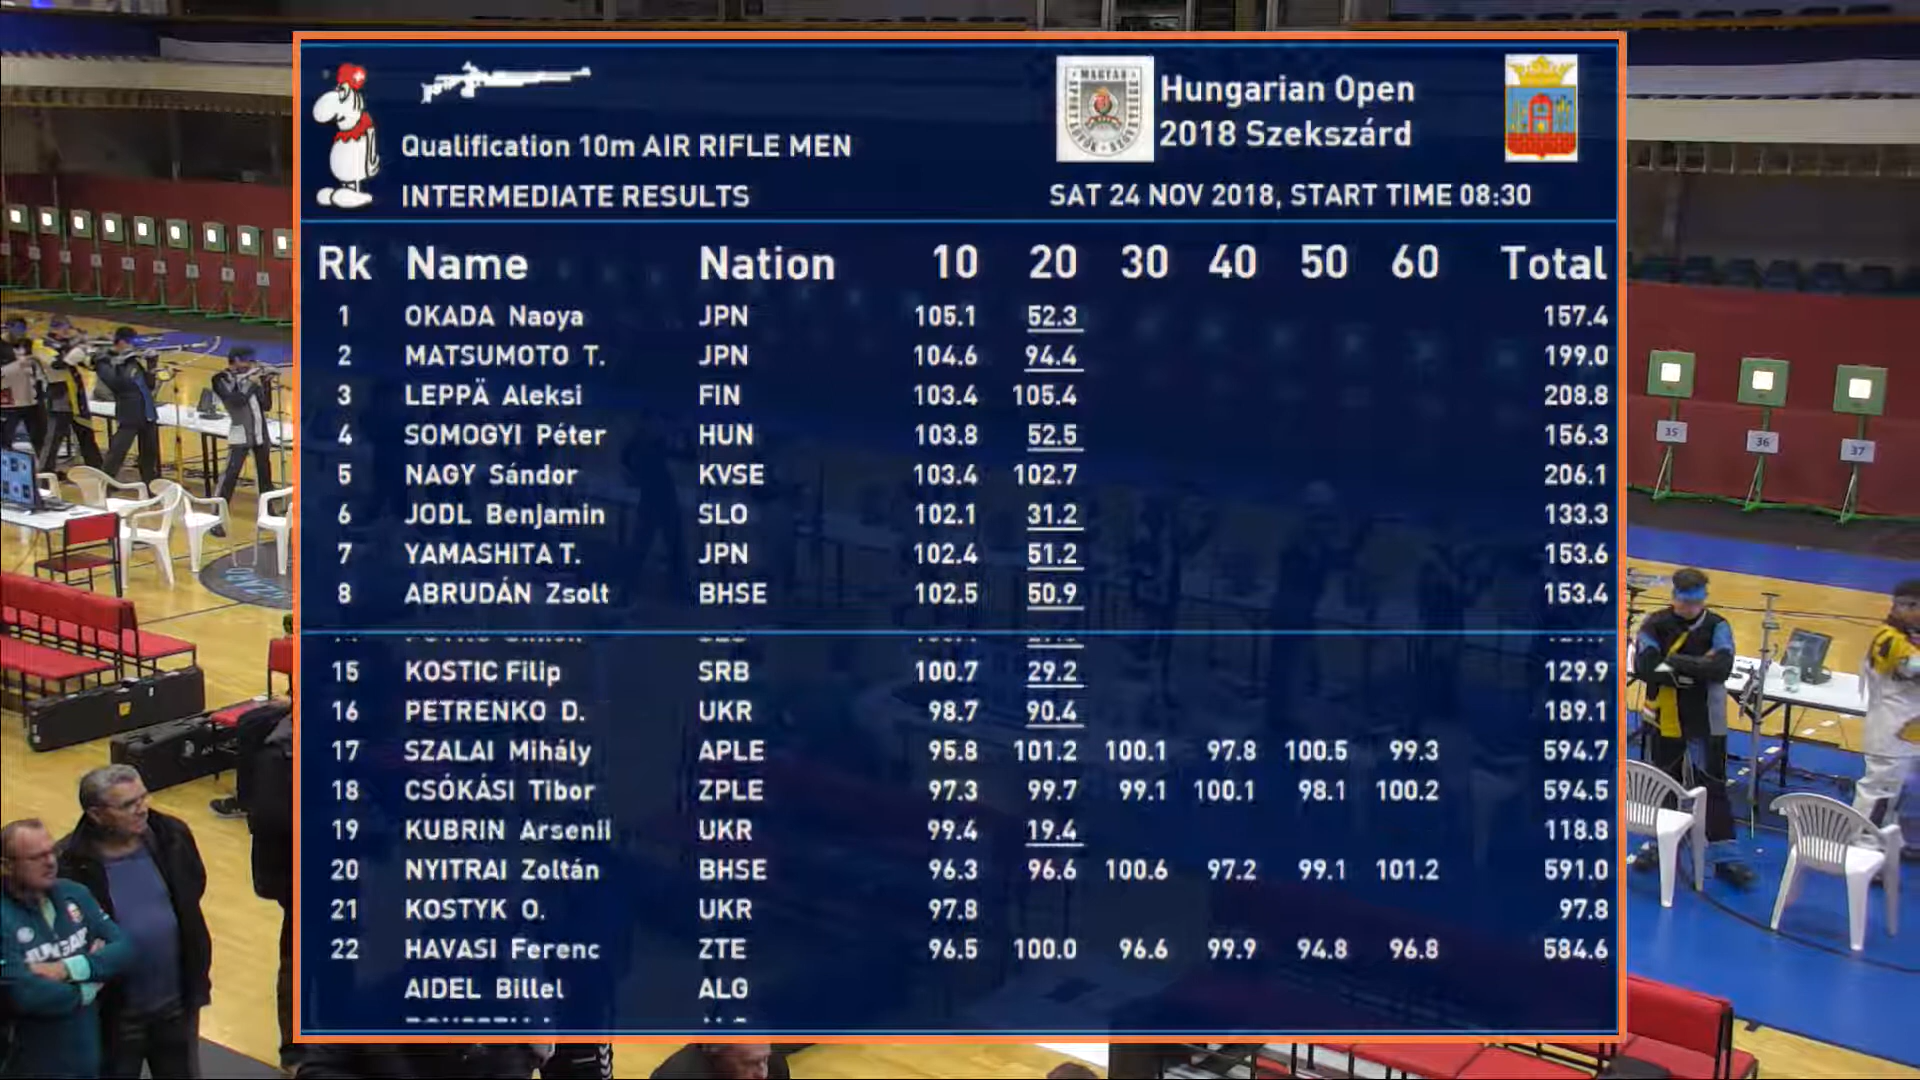 Hungarian Open
2018 Szekszárd
Qualification 10m AIR RIFLE MEN
INTERMEDIATE RESULTS
SAT 24 NOV 2018, START TIME 08:30
Rk Name Nation 10 20 30 40 50 60 Total
1 OKADA Naoya JPN 105.1 52.3 157.4
2 MATSUMOTO T. JPN 104.6 94.4 199.0
3 LEPPÄ Aleksi FIN 103.4 105.4 208.8
4 SOMOGYI Péter HUN 103.8 52.5 156.3
5 NAGY Sándor KVSE 103.4 102.7 206.1
6 JODL Benjamin SLO 102.1 31.2 133.3
7 YAMASHITA T. JPN 102.4 51.2 153.6
8 ABRUDÁN Zsolt BHSE 102.5 50.9 153.4
15 KOSTIC Filip SRB 100.7 29.2 129.9
16 PETRENKO D. UKR 98.7 90.4 189.1
17 SZALAI Mihály APLE 95.8 101.2 100.1 97.8 100.5 99.3 594.7
18 CSÓKÁSI Tibor ZPLE 97.3 99.7 99.1 100.1 98.1 100.2 594.5
19 KUBRIN Arsenii UKR 99.4 19.4 118.8
20 NYITRAI Zoltán BHSE 96.3 96.6 100.6 97.2 99.1 101.2 591.0
21 KOSTYK O. UKR 97.8 97.8
22 HAVASI Ferenc ZTE 96.5 100.0 96.6 99.9 94.8 96.8 584.6
AIDEL Billel ALG
35
36
37